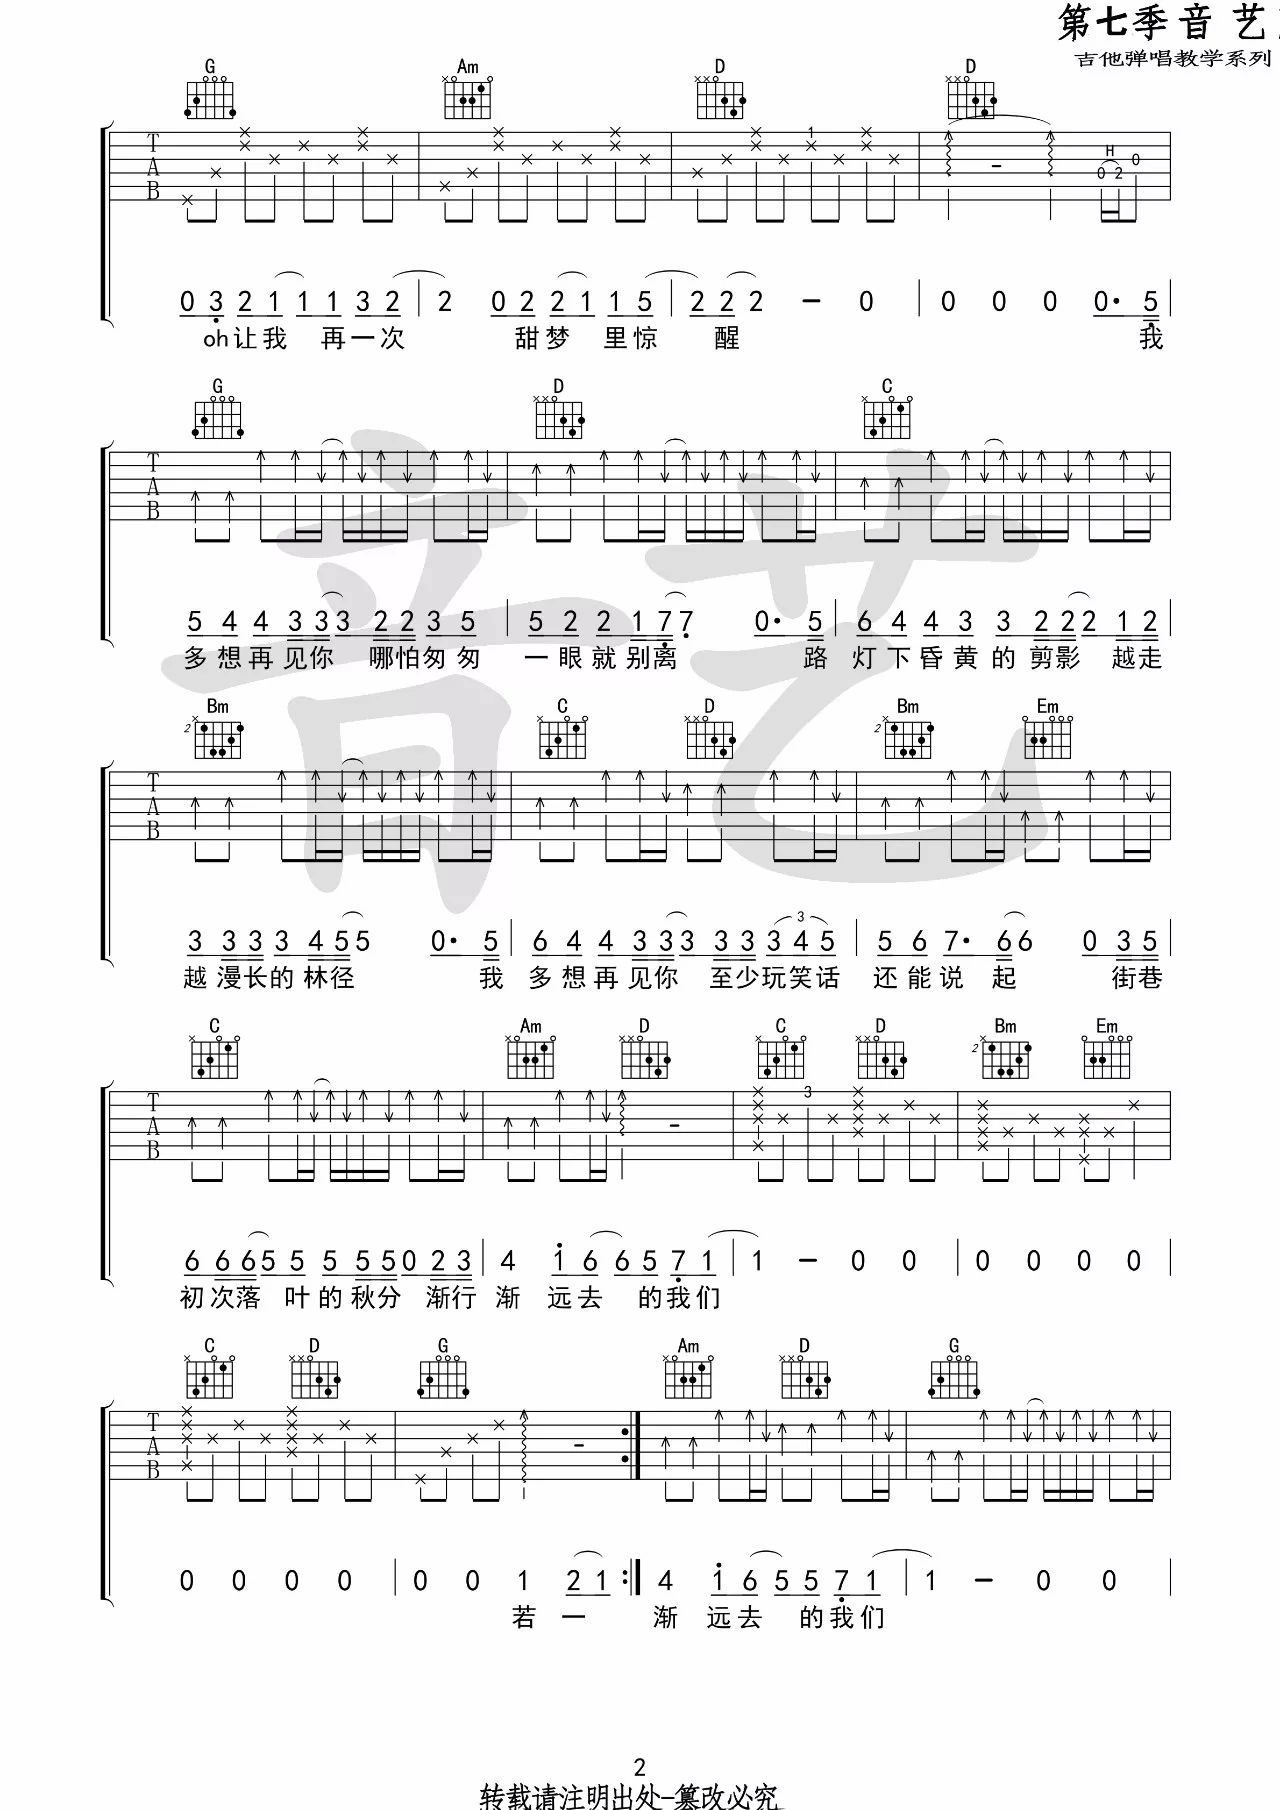 第七季音 艺
吉他弹唱教学系列
G Am D D
T A B 1 H 0 2 0
0 3 2 1 1 1 3 2 2 0 2 2 1 1 5 2 2 2 - 0 0 0 0 0· 5
oh让我 再一次 甜梦 里惊 醒 我
G D C
T A B
5 4 4 3 3 3 2 2 3 5 5 2 2 1 7 7 0· 5 6 4 4 3 3 2 2 2 1 2
多想再见你 哪怕匆匆 一眼就别离 路 灯下昏黄的剪影 越走
Bm C D Bm Em
2 2
T A B
3 3 3 3 4 5 5 0· 5 6 4 4 3 3 3 3 3 3 4 5 3 5 6 7· 6 6 0 3 5
越漫长的林径 我 多想再见你 至少玩笑话 还能说 起 街巷
C Am D C D Bm Em
2
T A B 3
6 6 6 5 5 5 5 5 0 2 3 4 1 6 6 5 7 1 1 - 0 0 0 0 0 0
初次落 叶的秋分 渐行 渐 远去 的我们
C D G Am D G
T A B
0 0 0 0 0 0 1 2 1 4 1 6 5 5 7 1 1 - 0 0
若 一 渐 远去 的我们
2
转载请注明出处-篡改必究
音艺